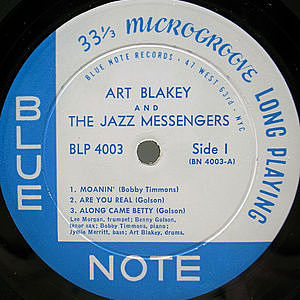 33⅓ MICROGROOVE LONG PLAYING
BLUE NOTE RECORDS • 47 WEST 63rd • NYC
ART BLAKEY
AND
THE JAZZ MESSENGERS
BLP 4003
Side 1
(BN 4003-A)
1. MOANIN' (Bobby Timmons)
2. ARE YOU REAL (Golson)
3. ALONG CAME BETTY (Golson)
Lee Morgan, trumpet; Benny Golson,
tenor sax; Bobby Timmons, piano;
Jymie Merritt, bass; Art Blakey, drums.
BLUE
NOTE